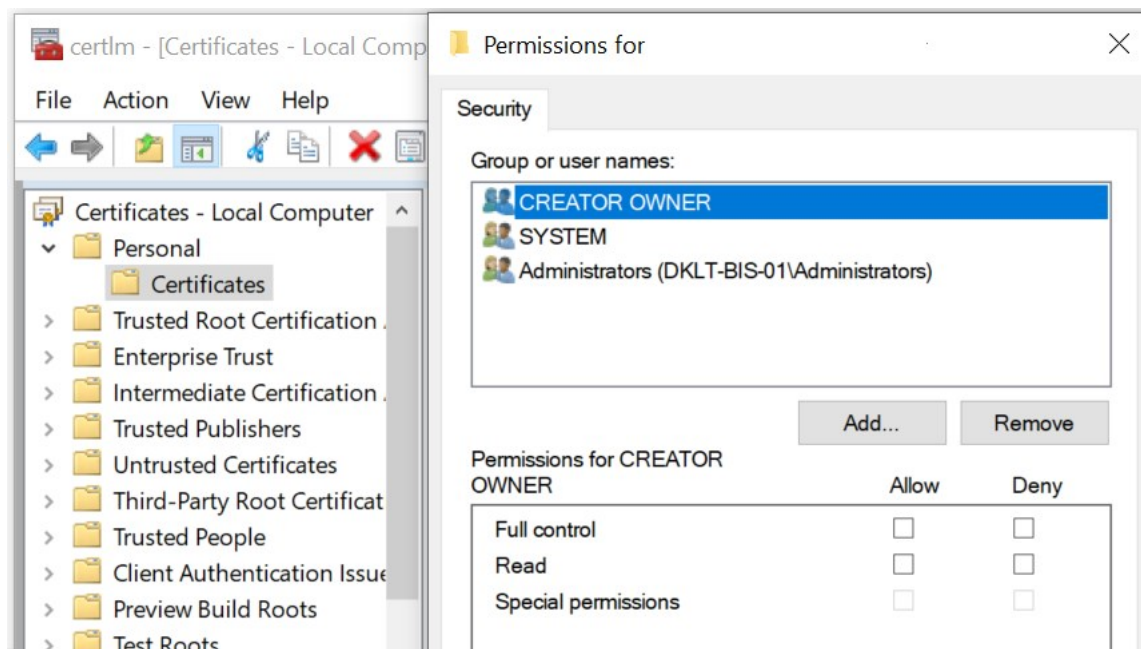 certlm - [Certificates - Local Comp
File Action View Help
Certificates - Local Computer
Personal
Certificates
Trusted Root Certification
Enterprise Trust
Intermediate Certification
Trusted Publishers
Untrusted Certificates
Third-Party Root Certificat
Trusted People
Client Authentication Issue
Preview Build Roots
Test Roots
Permissions for
Security
Group or user names:
CREATOR OWNER
SYSTEM
Administrators (DKLT-BIS-01\Administrators)
Add... Remove
Permissions for CREATOR
OWNER Allow Deny
Full control
Read
Special permissions